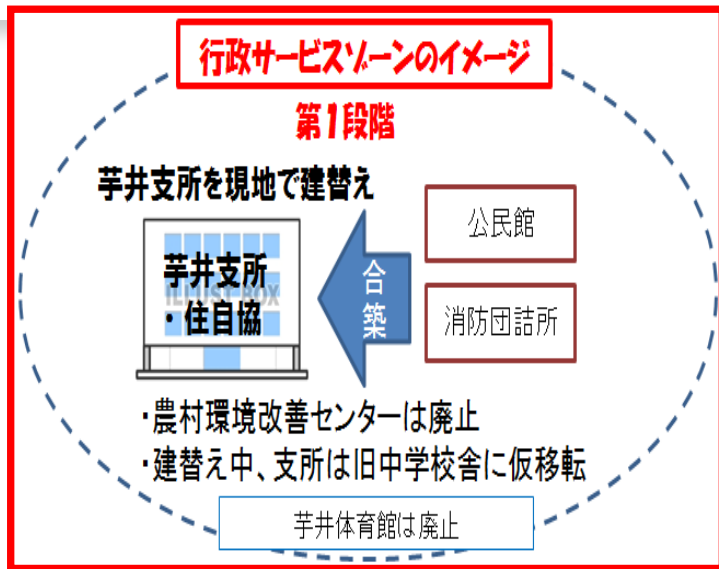 行政サービスゾーンのイメージ
第1段階
芋井支所を現地で建替え
芋井支所
・住自協
ILLUST BOX
合築
公民館
消防団詰所
・農村環境改善センターは廃止
・建替え中、支所は旧中学校舎に仮移転
芋井体育館は廃止